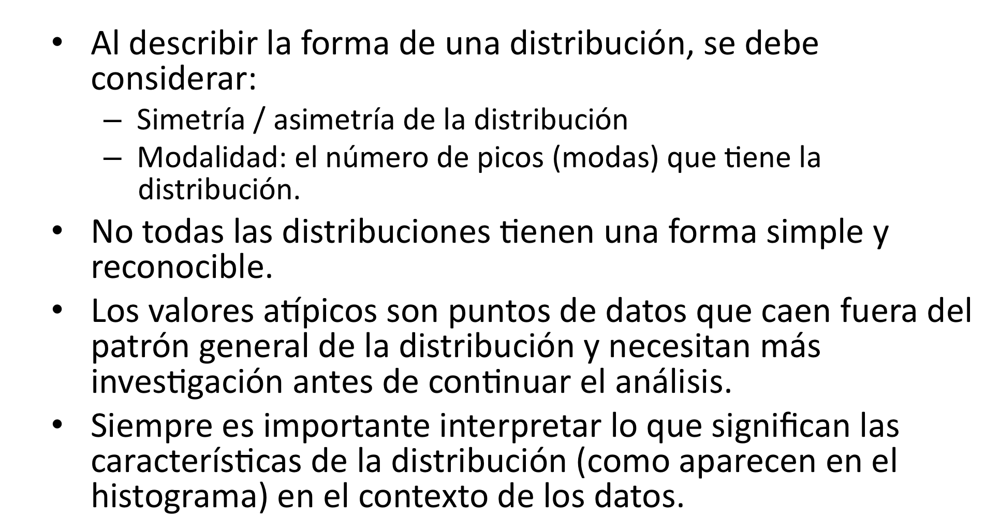 • Al describir la forma de una distribución, se debe
considerar:
– Simetría / asimetría de la distribución
– Modalidad: el número de picos (modas) que tiene la
distribución.
• No todas las distribuciones tienen una forma simple y
reconocible.
• Los valores atípicos son puntos de datos que caen fuera del
patrón general de la distribución y necesitan más
investigación antes de continuar el análisis.
• Siempre es importante interpretar lo que significan las
características de la distribución (como aparecen en el
histograma) en el contexto de los datos.